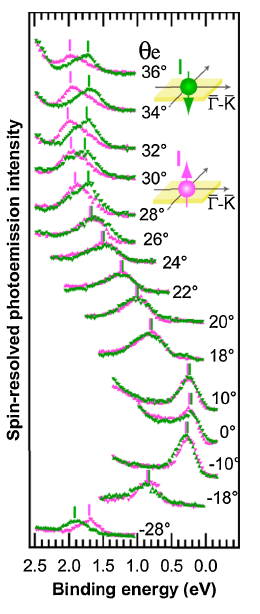 θe
36°
I
Γ̄-K̄
34°
32°
30°
I
Γ̄-K̄
28°
26°
24°
22°
20°
18°
10°
0°
-10°
-18°
-28°
Spin-resolved photoemission intensity
2.5 2.0 1.5 1.0 0.5 0.0
Binding energy (eV)